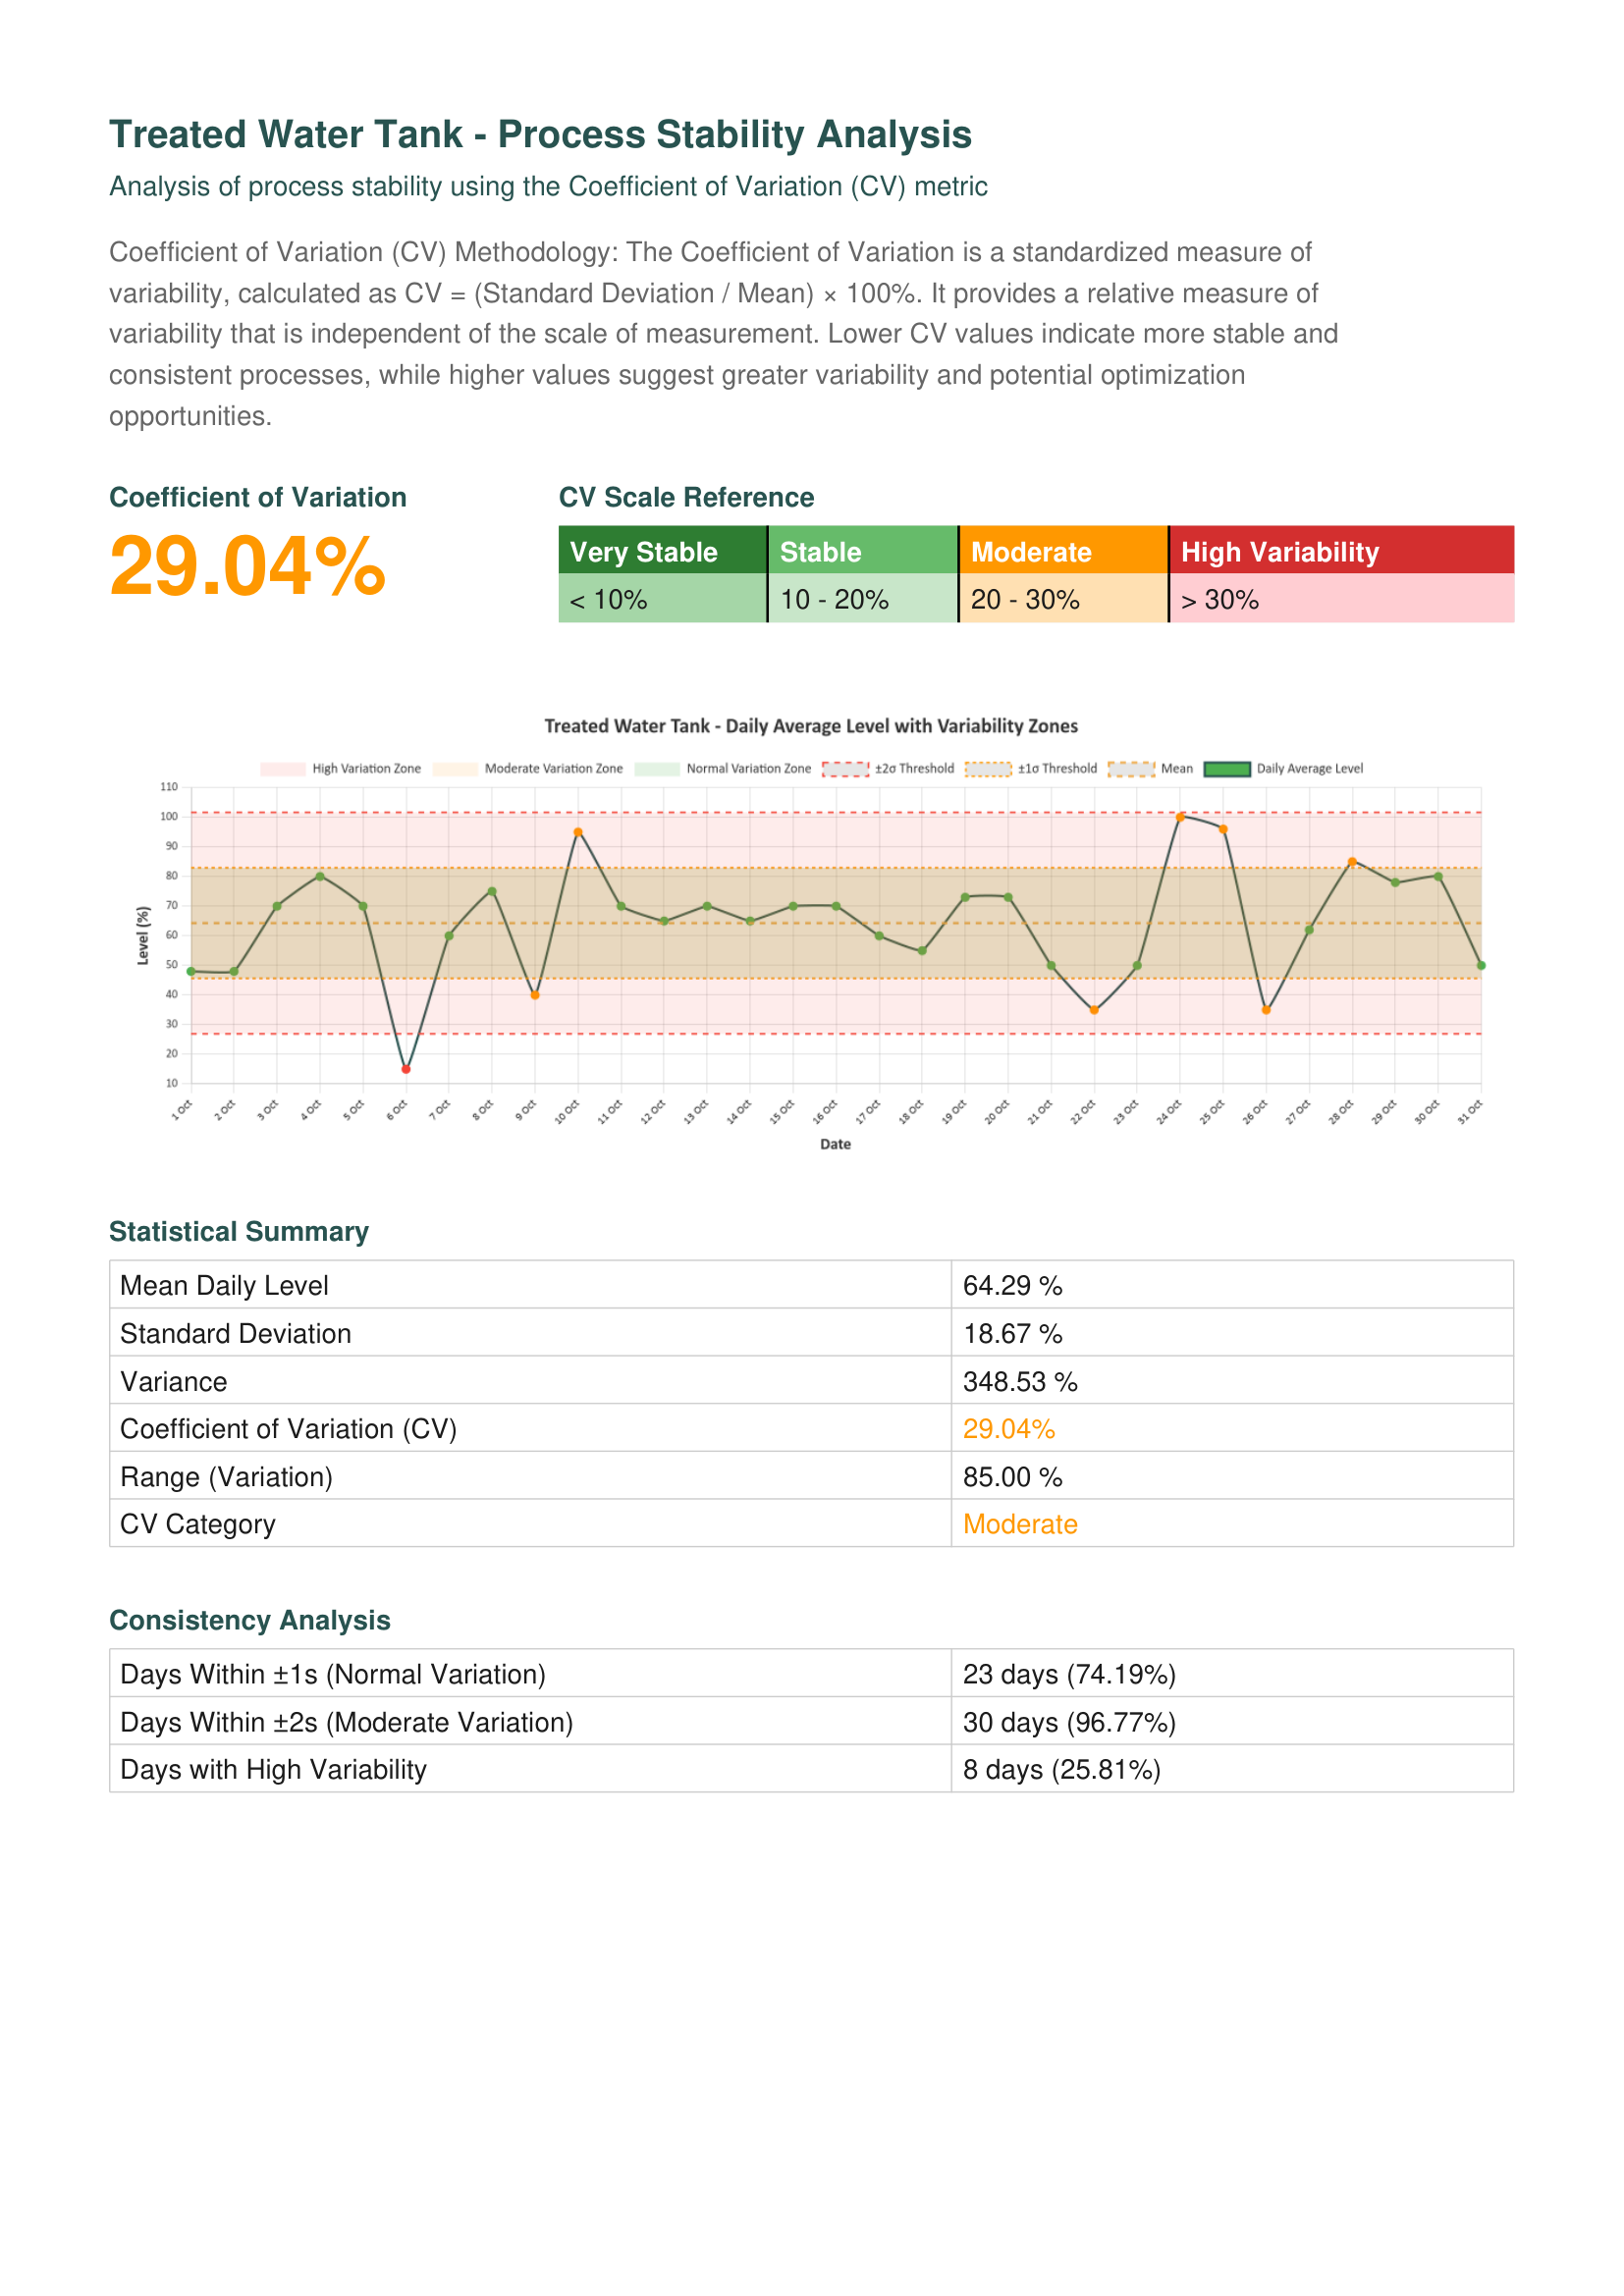 Treated Water Tank - Process Stability Analysis
Analysis of process stability using the Coefficient of Variation (CV) metric
Coefficient of Variation (CV) Methodology: The Coefficient of Variation is a standardized measure of
variability, calculated as CV = (Standard Deviation / Mean) × 100%. It provides a relative measure of
variability that is independent of the scale of measurement. Lower CV values indicate more stable and
consistent processes, while higher values suggest greater variability and potential optimization
opportunities.
Coefficient of Variation
29.04%
CV Scale Reference
Very Stable Stable Moderate High Variability
< 10% 10 - 20% 20 - 30% > 30%
Treated Water Tank - Daily Average Level with Variability Zones
High Variation Zone Moderate Variation Zone Normal Variation Zone ±2σ Threshold ±1σ Threshold Mean Daily Average Level
110
100
90
80
70
60
50
40
30
20
10
Level (%)
1 Oct 2 Oct 3 Oct 4 Oct 5 Oct 6 Oct 7 Oct 8 Oct 9 Oct 10 Oct 11 Oct 12 Oct 13 Oct 14 Oct 15 Oct 16 Oct 17 Oct 18 Oct 19 Oct 20 Oct 21 Oct 22 Oct 23 Oct 24 Oct 25 Oct 26 Oct 27 Oct 28 Oct 29 Oct 30 Oct 31 Oct
Date
Statistical Summary
Mean Daily Level 64.29 %
Standard Deviation 18.67 %
Variance 348.53 %
Coefficient of Variation (CV) 29.04%
Range (Variation) 85.00 %
CV Category Moderate
Consistency Analysis
Days Within ±1s (Normal Variation) 23 days (74.19%)
Days Within ±2s (Moderate Variation) 30 days (96.77%)
Days with High Variability 8 days (25.81%)